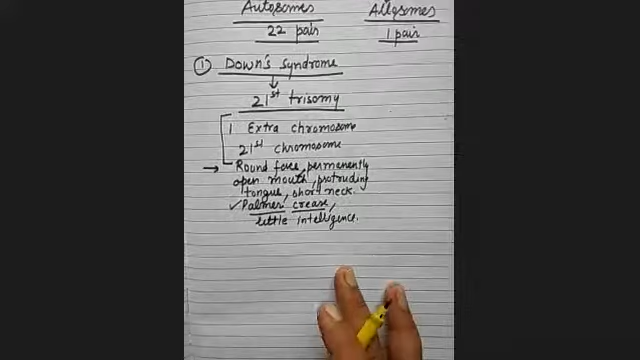 Autosomes Allosomes
22 pair 1 pair
① Down's Syndrome
↓
21st trisomy
1 Extra chromosome
21st chromosome
→ Round face, permanently
open mouth, protruding
tongue, short neck.
✓ Palmer crease,
little intelligence.